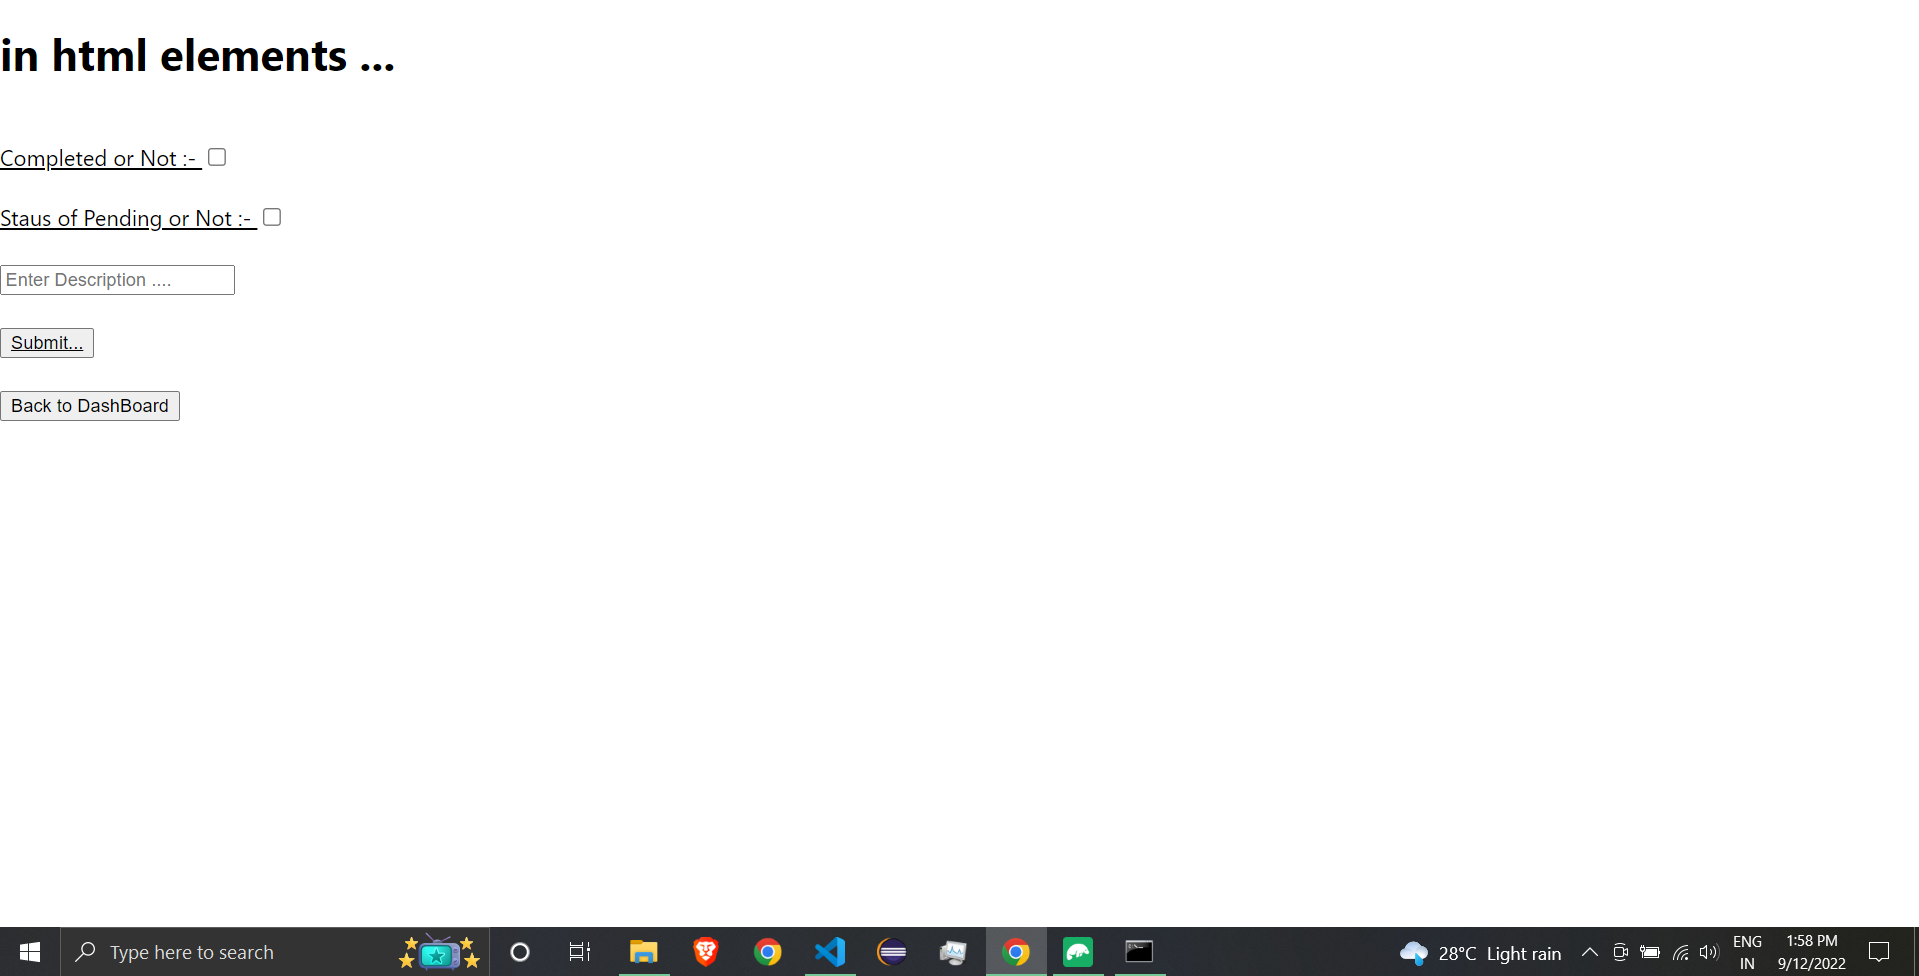 in html elements ...
Completed or Not :-
Staus of Pending or Not :-
Enter Description ....
Submit...
Back to DashBoard
Type here to search
28°C Light rain
ENG
IN
1:58 PM
9/12/2022